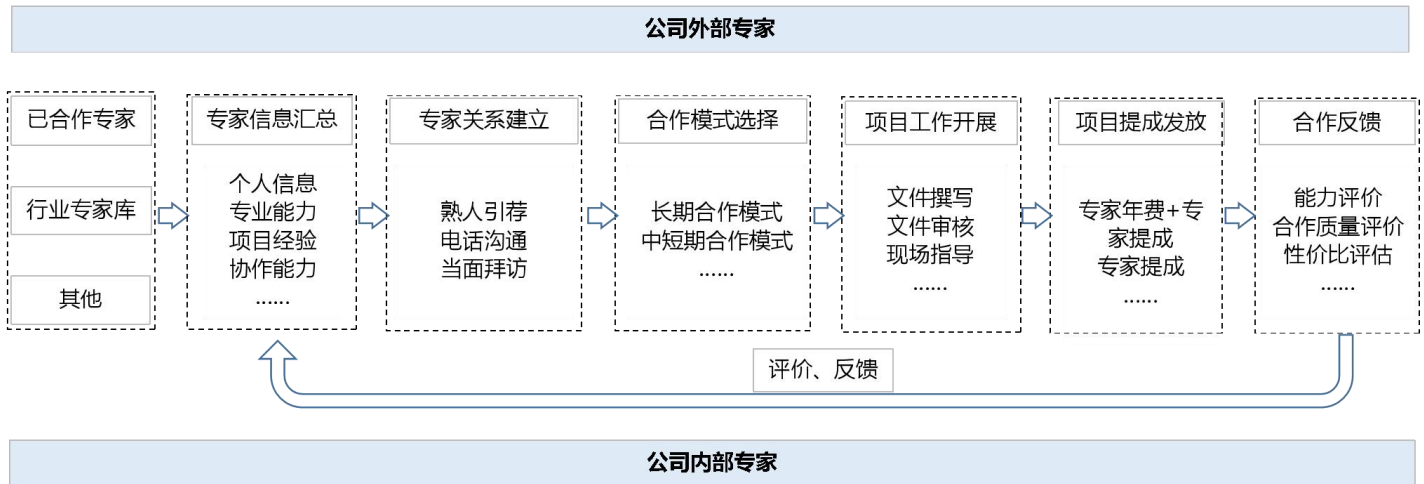 公司外部专家
已合作专家
行业专家库
其他
专家信息汇总
个人信息
专业能力
项目经验
协作能力
……
专家关系建立
熟人引荐
电话沟通
当面拜访
合作模式选择
长期合作模式
中短期合作模式
……
项目工作开展
文件撰写
文件审核
现场指导
……
项目提成发放
专家年费+专
家提成
专家提成
……
合作反馈
能力评价
合作质量评价
性价比评估
……
评价、反馈
公司内部专家